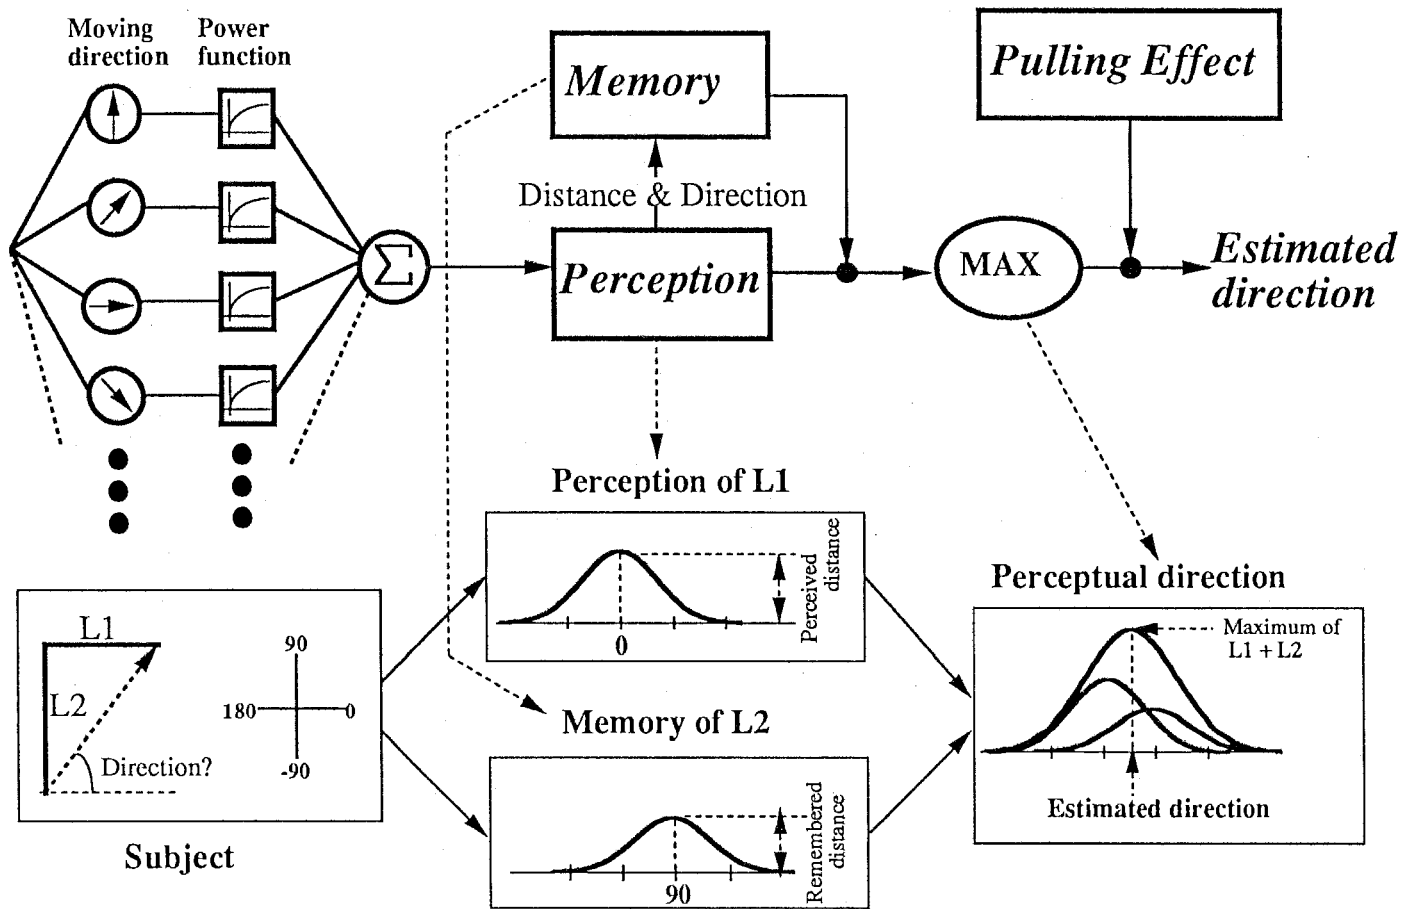 Moving
direction
Power
function
Memory
Pulling Effect
Distance & Direction
Σ
Perception
MAX
Estimated
direction
Perception of L1
Perceived
distance
0
Perceptual direction
Maximum of
L1 + L2
Estimated direction
L1
L2
Direction?
90
180
0
-90
Subject
Memory of L2
Remembered
distance
90